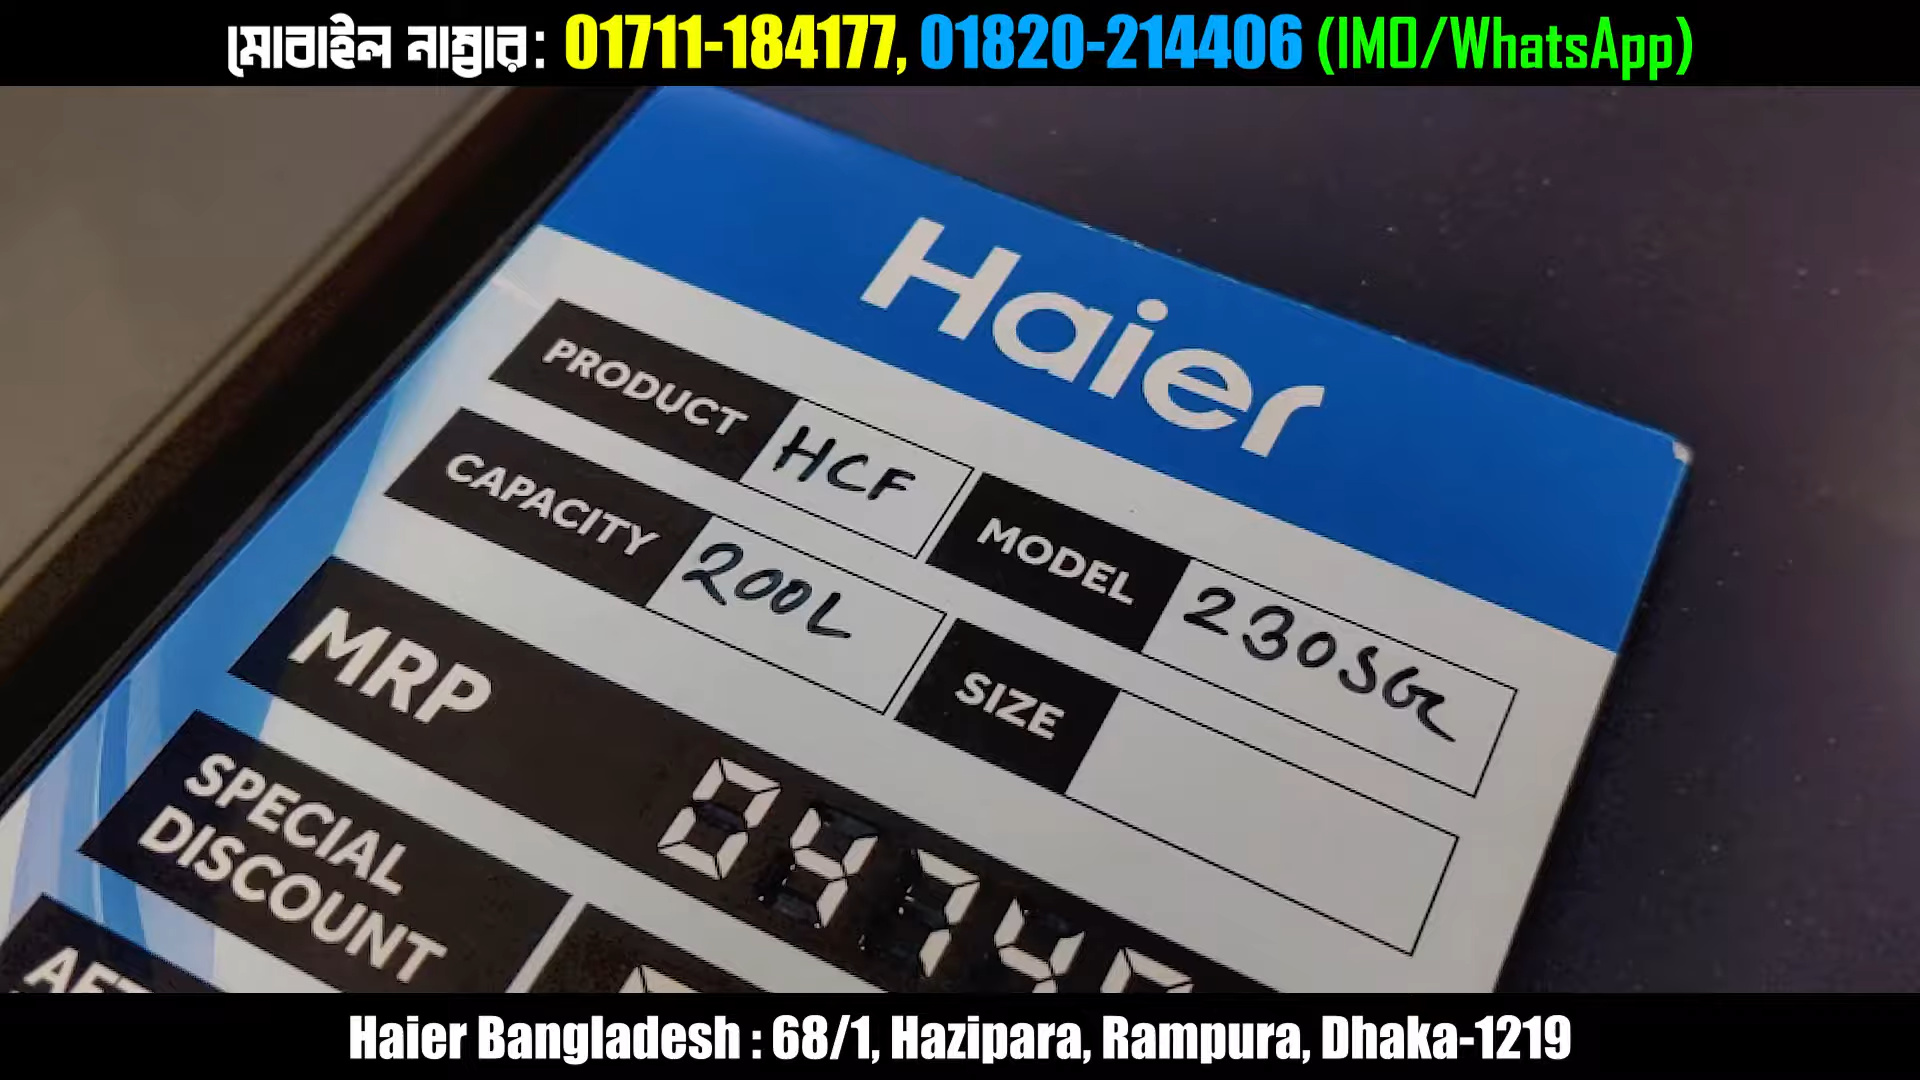 মোবাইল নাম্বার: 01711-184177, 01820-214406 (IMO/WhatsApp)
Haier
PRODUCT HCF MODEL 230SG
CAPACITY 200L SIZE
MRP
SPECIAL
DISCOUNT
Haier Bangladesh : 68/1, Hazipara, Rampura, Dhaka-1219